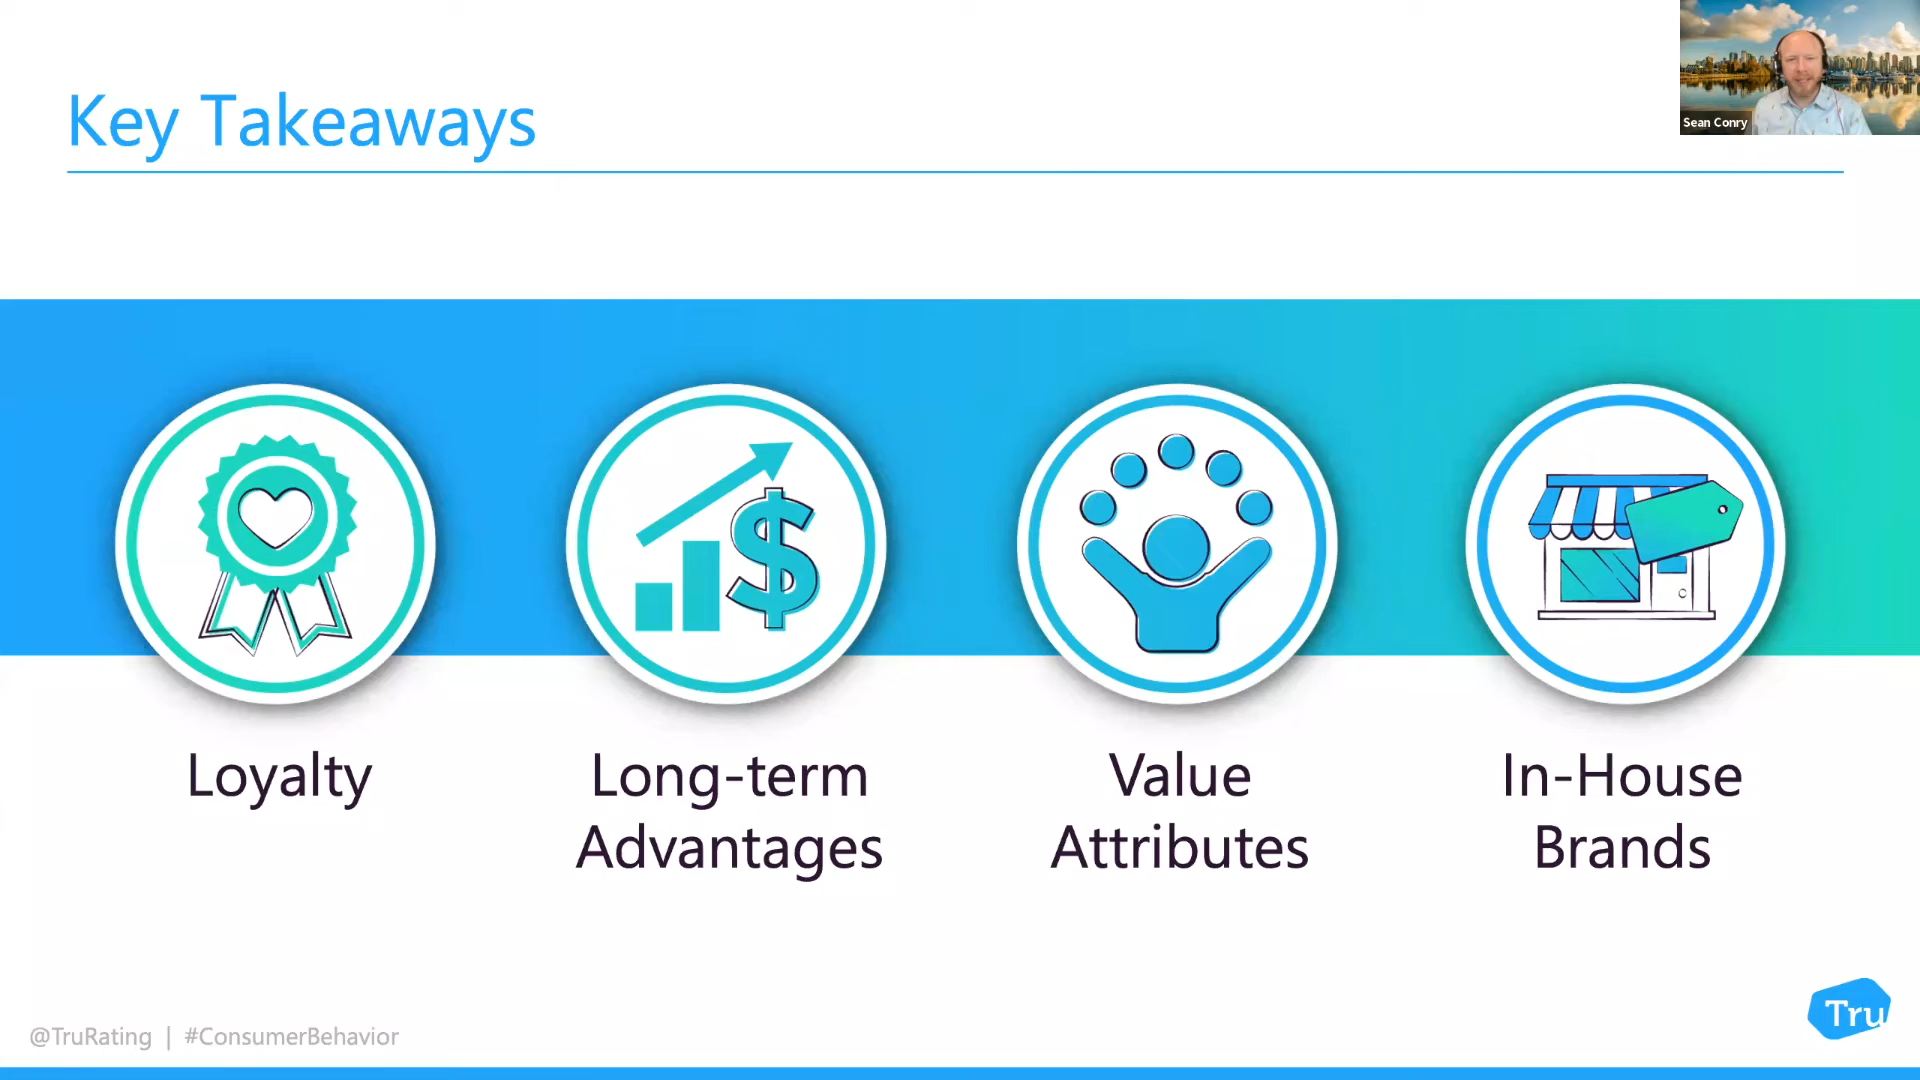 Key Takeaways
Sean Conry
$
Loyalty
Long-term
Advantages
Value
Attributes
In-House
Brands
Tru
@TruRating | #ConsumerBehavior